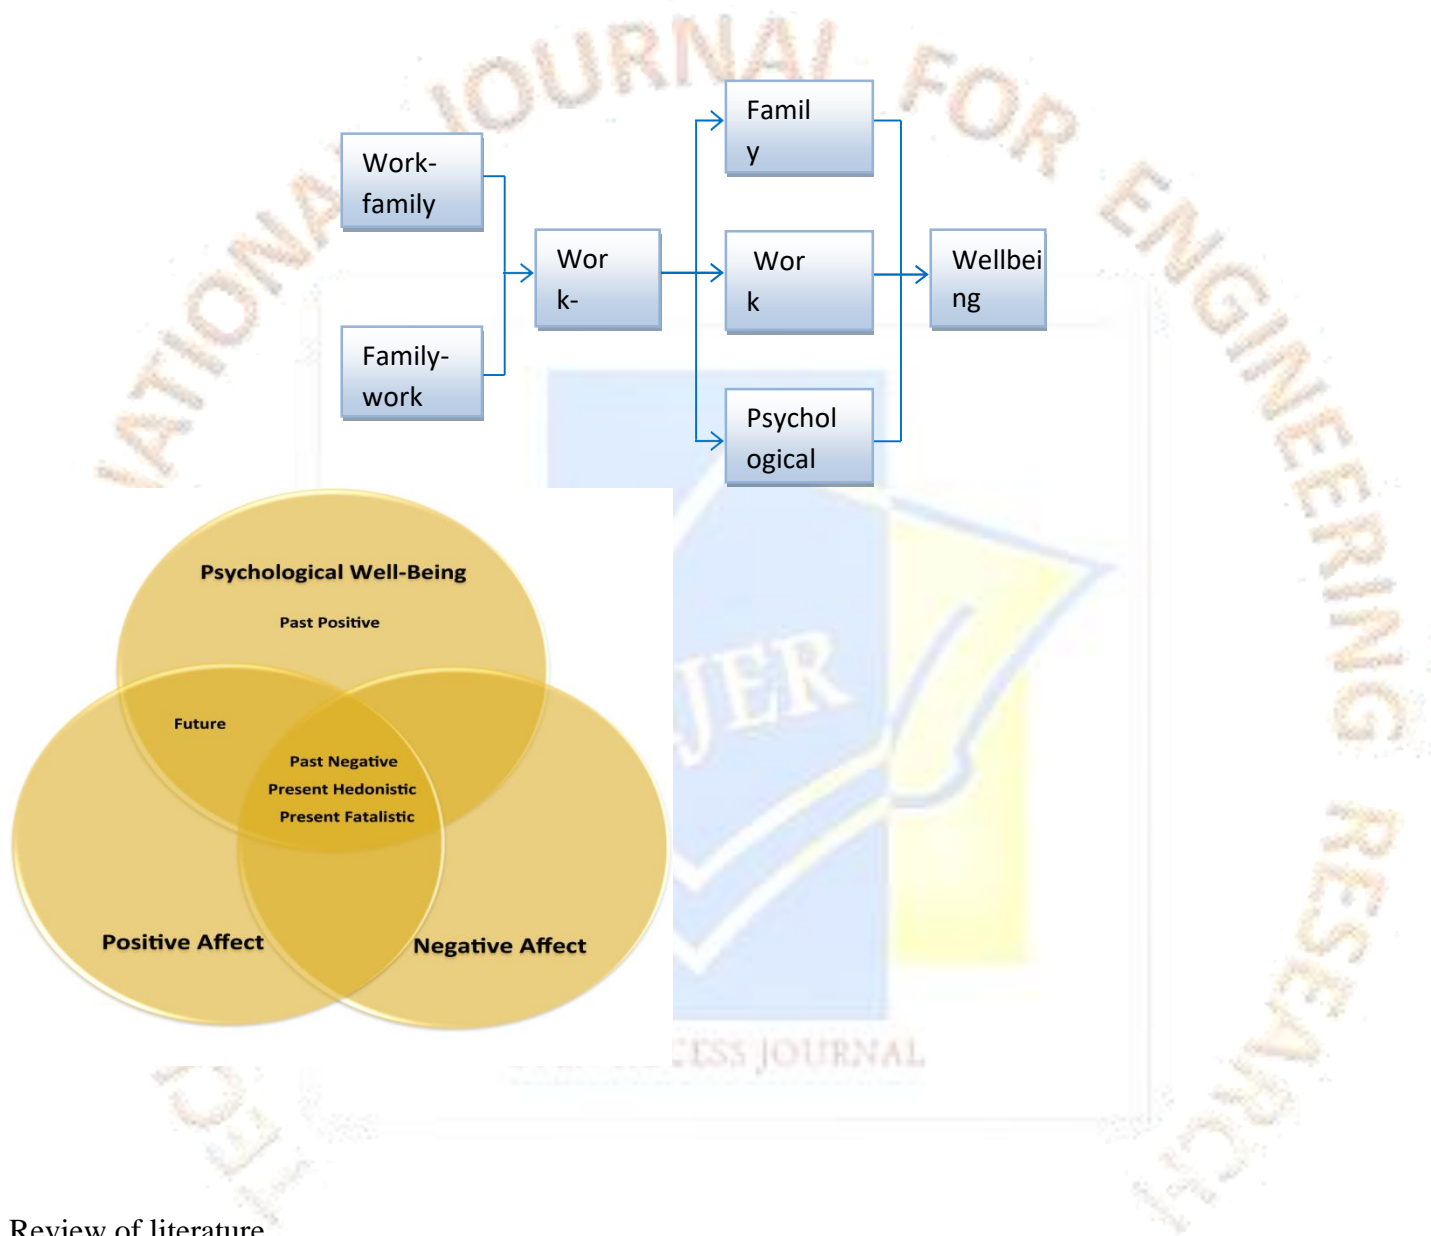 NATIONAL JOURNAL FOR ENGINEERING RESEARCH
Work-
family
Family-
work
Wor
k-
Famil
y
Wor
k
Psychol
ogical
Wellbei
ng
Psychological Well-Being
Past Positive
Future
Past Negative
Present Hedonistic
Present Fatalistic
Positive Affect
Negative Affect
JER
CESS JOURNAL
Review of literature